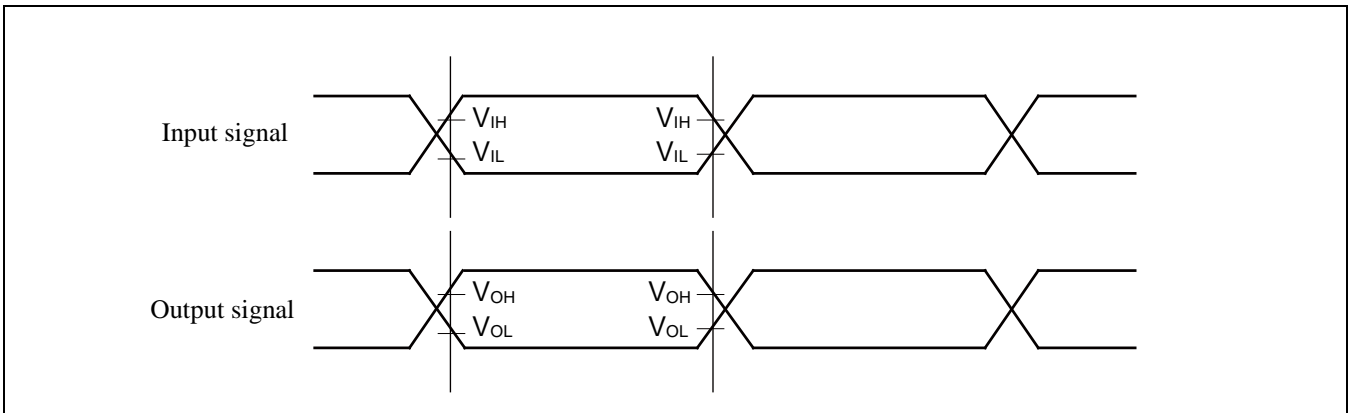 VIH VIH
Input signal
VIL VIL
VOH VOH
Output signal
VOL VOL